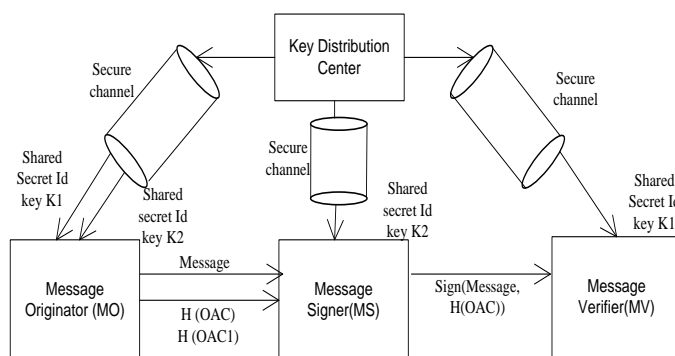 Key Distribution
Center
Secure
channel
Secure
channel
Secure
channel
Shared
Secret Id
key K1
Shared
secret Id
key K2
Shared
secret Id
key K2
Shared
Secret Id
key K1
Message
Originator (MO)
Message
H (OAC)
H (OAC1)
Message
Signer(MS)
Sign(Message,
H(OAC))
Message
Verifier(MV)